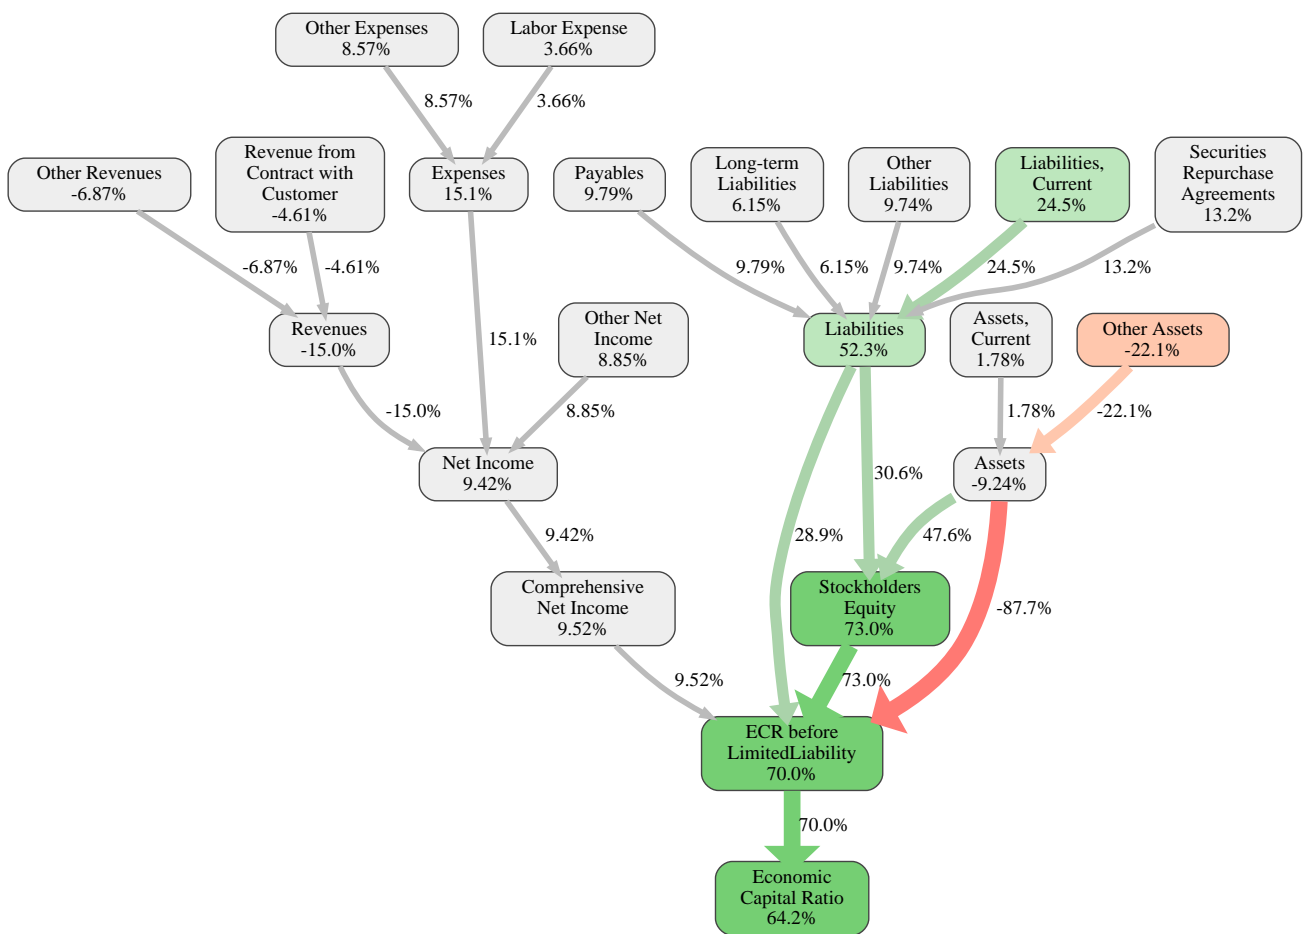 Other Expenses
8.57%
Labor Expense
3.66%
8.57%
3.66%
Other Revenues
-6.87%
Revenue from
Contract with
Customer
-4.61%
Expenses
15.1%
Payables
9.79%
Long-term
Liabilities
6.15%
Other
Liabilities
9.74%
Liabilities,
Current
24.5%
Securities
Repurchase
Agreements
13.2%
-6.87%
-4.61%
9.79%
6.15%
9.74%
24.5%
13.2%
Revenues
-15.0%
15.1%
Other Net
Income
8.85%
Liabilities
52.3%
Assets,
Current
1.78%
Other Assets
-22.1%
-15.0%
8.85%
1.78%
-22.1%
Net Income
9.42%
30.6%
Assets
-9.24%
9.42%
28.9%
47.6%
Comprehensive
Net Income
9.52%
Stockholders
Equity
73.0%
-87.7%
9.52%
73.0%
ECR before
LimitedLiability
70.0%
70.0%
Economic
Capital Ratio
64.2%